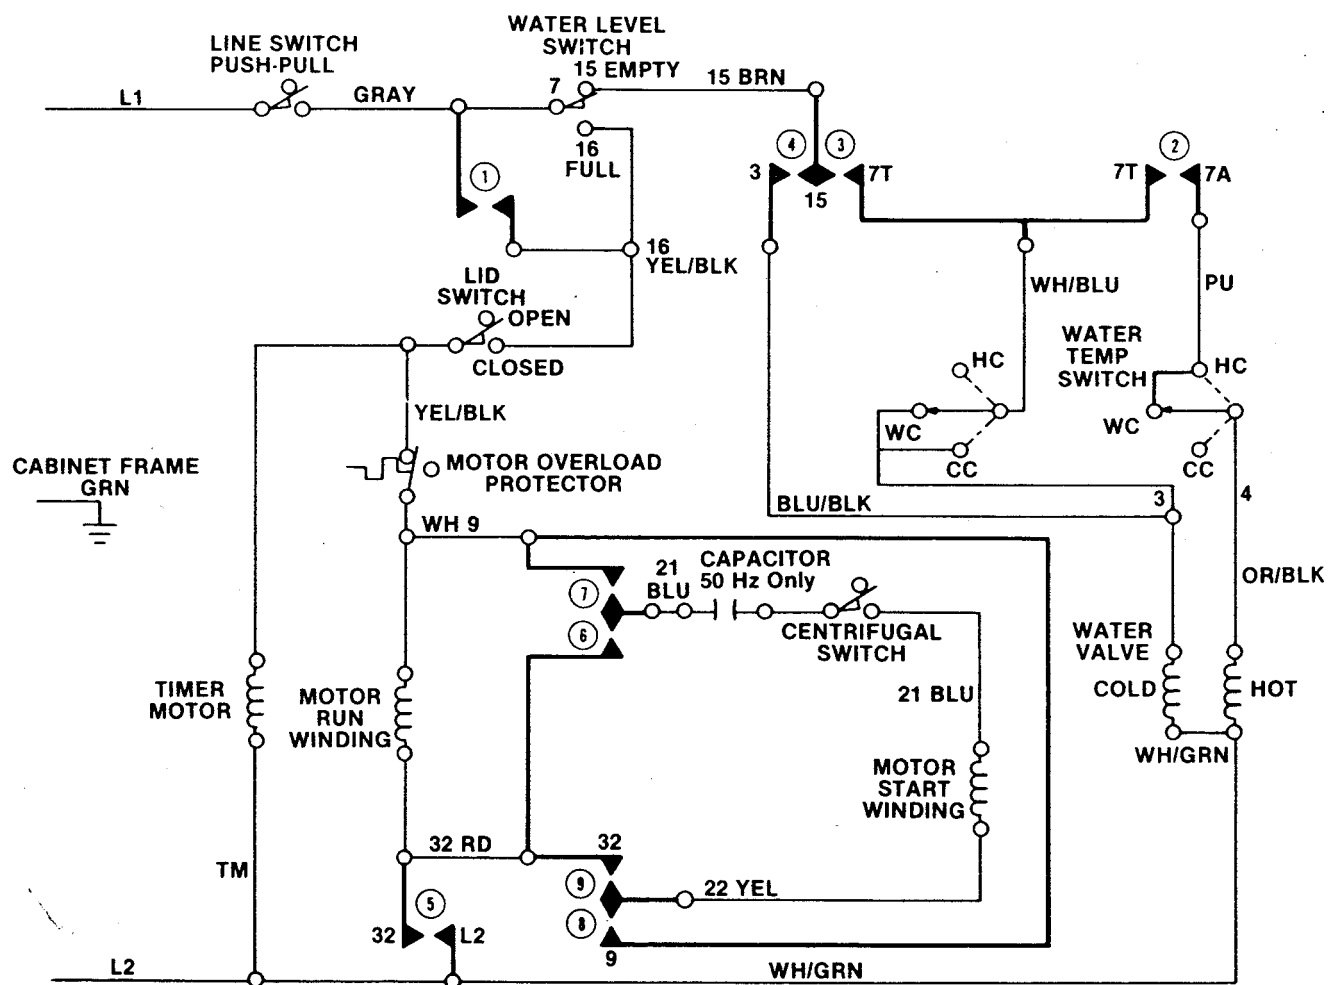 WATER LEVEL
SWITCH
LINE SWITCH
PUSH-PULL
15 EMPTY
15 BRN
7
L1
GRAY
16
FULL
4
3
2
3
7T
7T
7A
15
1
16
YEL/BLK
LID
SWITCH
OPEN
CLOSED
WH/BLU
PU
WATER
TEMP
SWITCH
HC
HC
YEL/BLK
WC
WC
CC
CC
CABINET FRAME
GRN
MOTOR OVERLOAD
PROTECTOR
BLU/BLK
3
4
WH 9
21
BLU
CAPACITOR
50 Hz Only
OR/BLK
7
6
CENTRIFUGAL
SWITCH
WATER
VALVE
COLD
HOT
TIMER
MOTOR
MOTOR
RUN
WINDING
21 BLU
WH/GRN
MOTOR
START
WINDING
32 RD
32
TM
9
22 YEL
5
8
32
L2
9
L2
WH/GRN